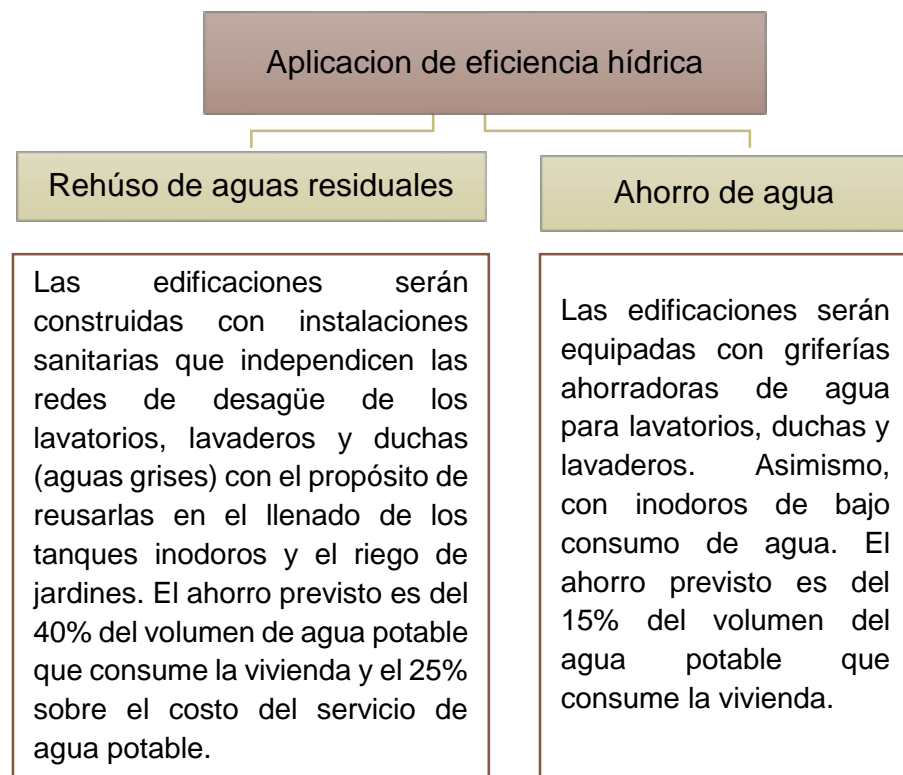 Aplicacion de eficiencia hídrica
Rehúso de aguas residuales
Las edificaciones serán
construidas con instalaciones
sanitarias que independicen las
redes de desagüe de los
lavatorios, lavaderos y duchas
(aguas grises) con el propósito de
reusarlas en el llenado de los
tanques inodoros y el riego de
jardines. El ahorro previsto es del
40% del volumen de agua potable
que consume la vivienda y el 25%
sobre el costo del servicio de
agua potable.
Ahorro de agua
Las edificaciones serán
equipadas con griferías
ahorradoras de agua
para lavatorios, duchas y
lavaderos. Asimismo,
con inodoros de bajo
consumo de agua. El
ahorro previsto es del
15% del volumen del
agua potable que
consume la vivienda.